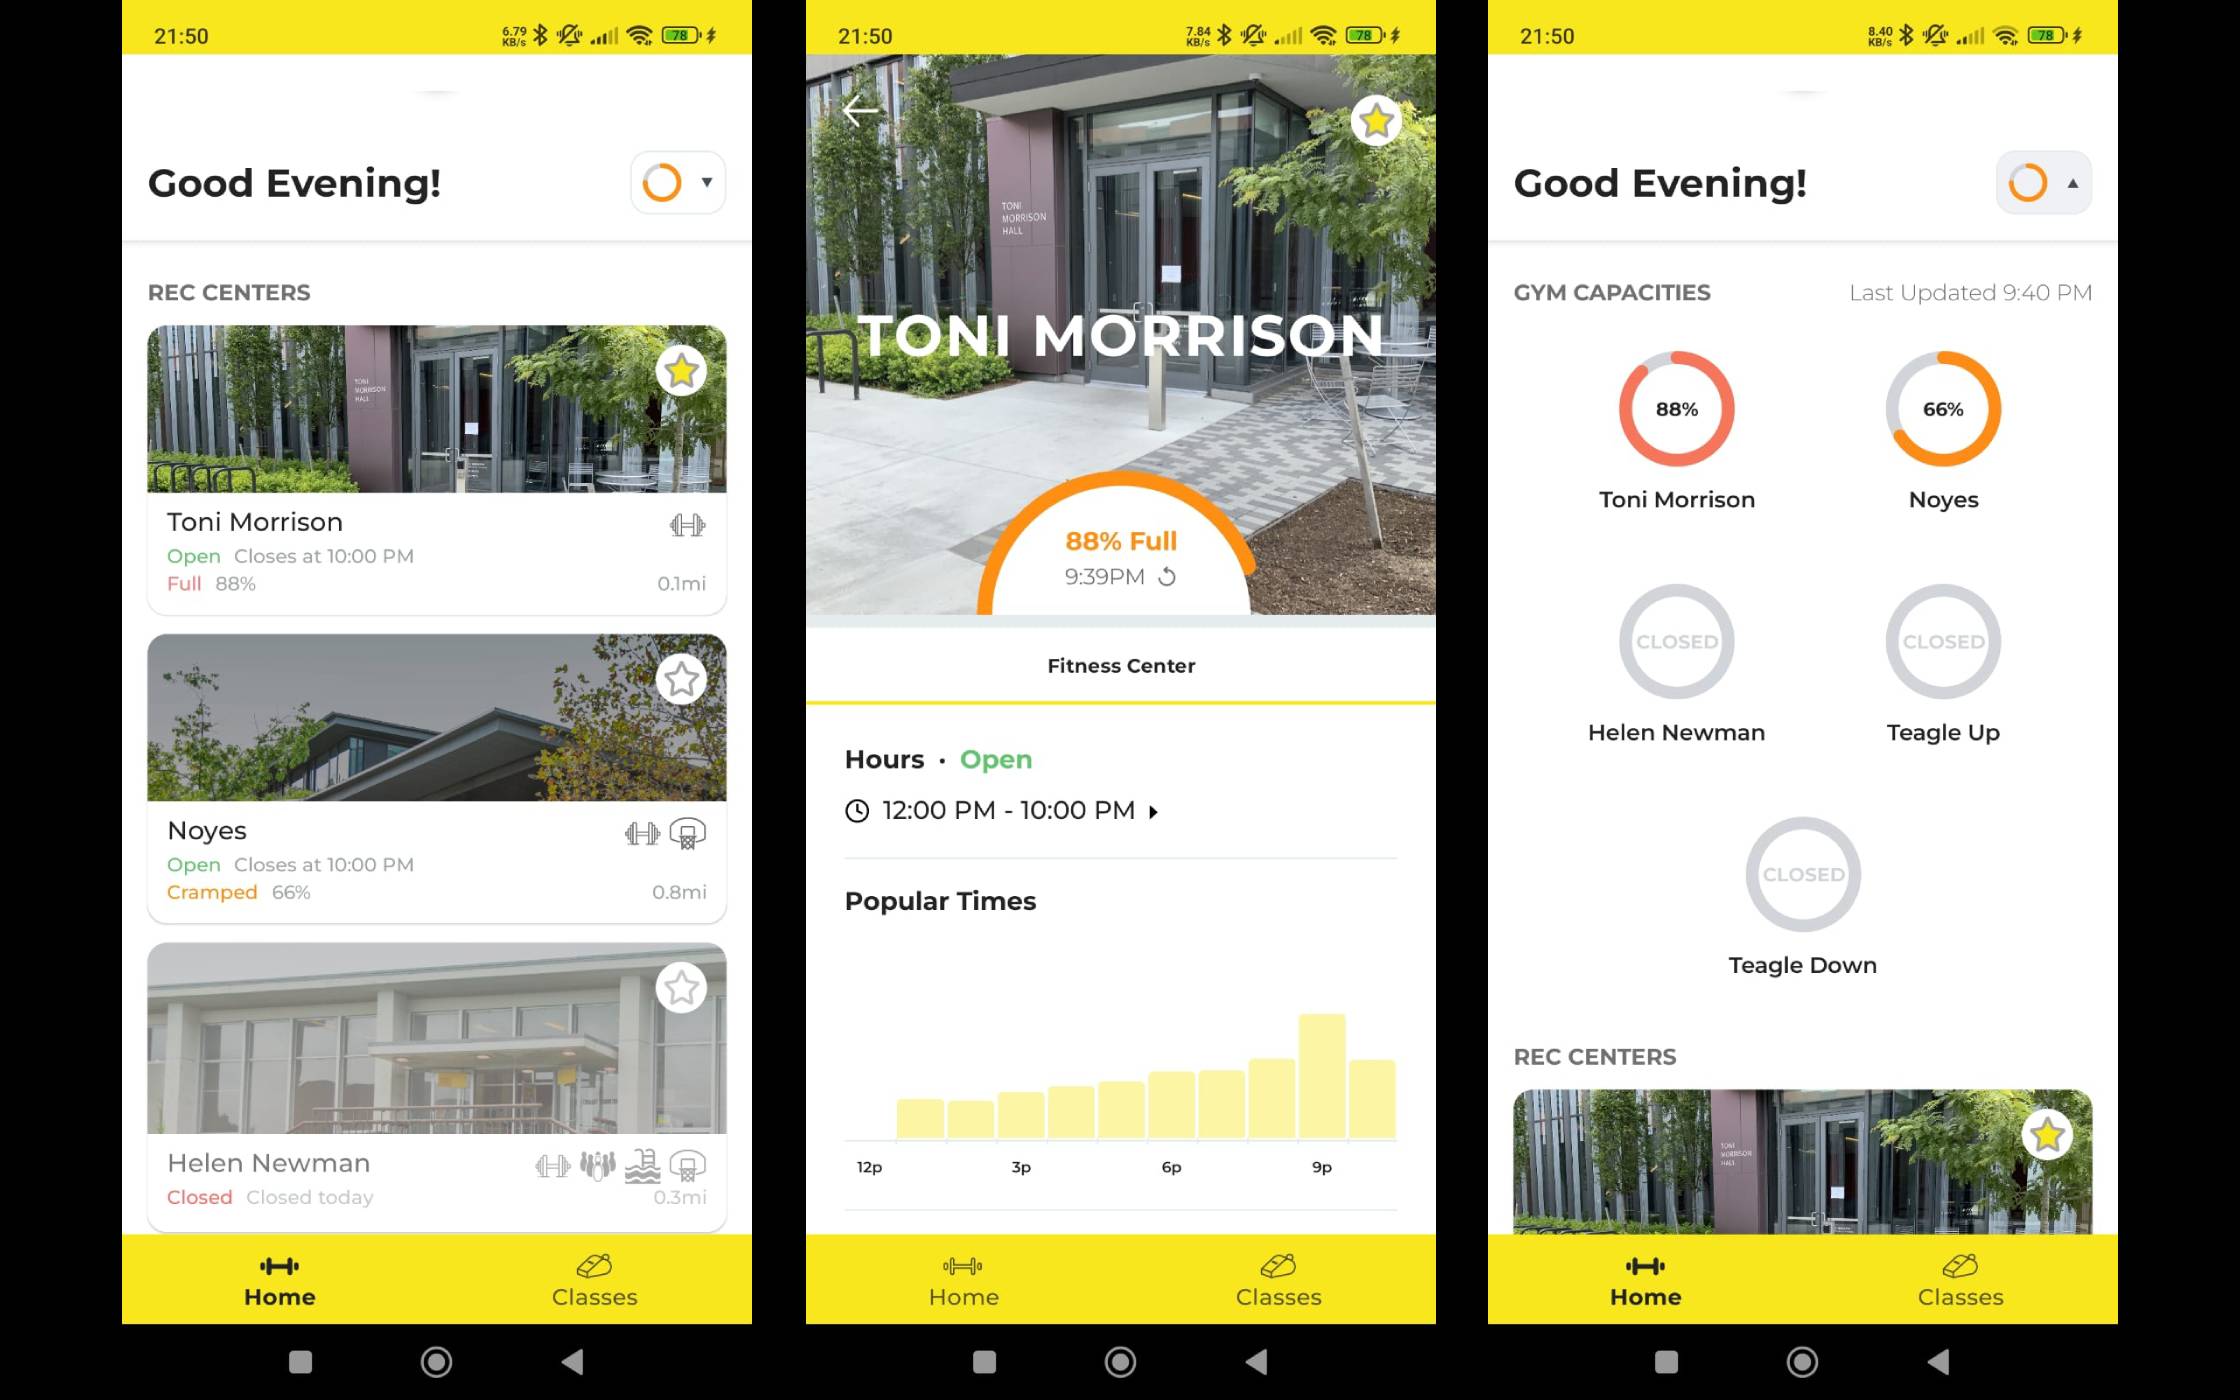 21:50
6.79
KB/s
78
Good Evening!
REC CENTERS
TONI
MORRISON
HALL
Toni Morrison
Open Closes at 10:00 PM
Full 88%
0.1mi
Noyes
Open Closes at 10:00 PM
Cramped 66%
0.8mi
Helen Newman
Closed Closed today
0.3mi
Home
Classes
21:50
7.84
KB/s
78
TONI
MORRISON
HALL
TONI MORRISON
88% Full
9:39PM
Fitness Center
Hours · Open
12:00 PM - 10:00 PM
Popular Times
12p 3p 6p 9p
Home
Classes
21:50
8.40
KB/s
78
Good Evening!
GYM CAPACITIES
Last Updated 9:40 PM
88%
66%
Toni Morrison
Noyes
CLOSED
CLOSED
Helen Newman
Teagle Up
CLOSED
Teagle Down
REC CENTERS
TONI
MORRISON
HALL
Home
Classes